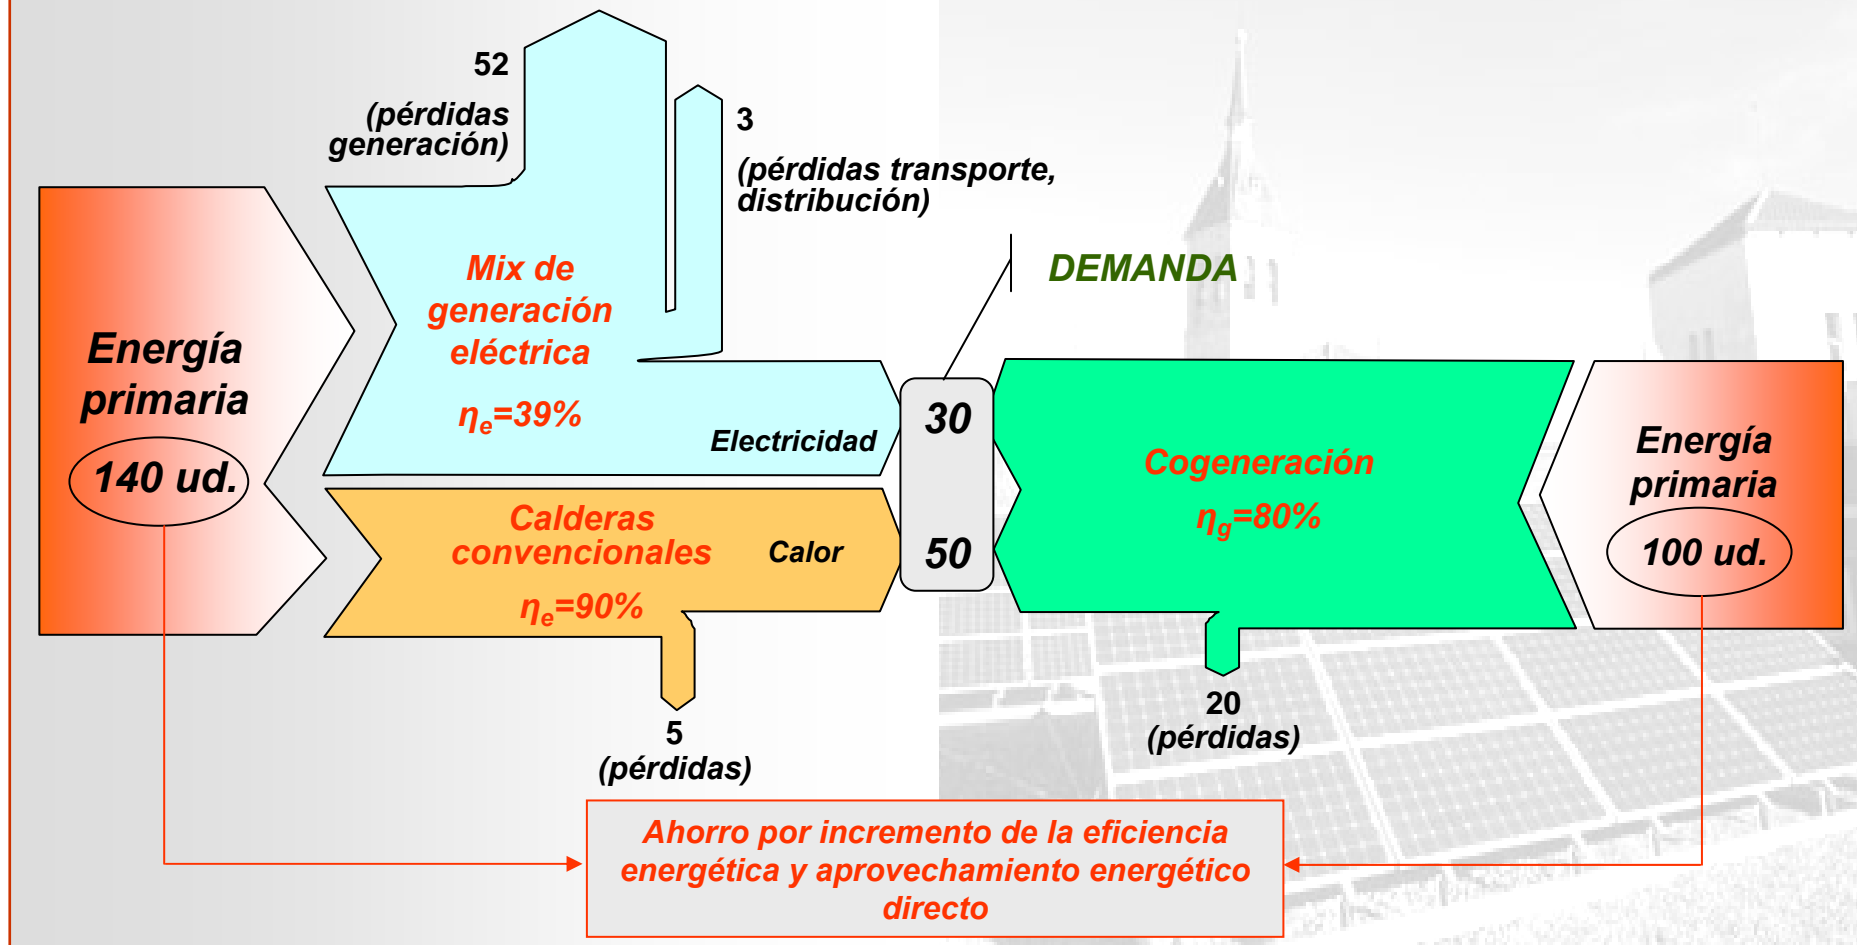 52
(pérdidas
generación)
3
(pérdidas transporte,
distribución)
DEMANDA
Energía
primaria
140 ud.
Mix de
generación
eléctrica
ηe=39%
Electricidad
Calderas
convencionales
ηe=90%
Calor
30
50
Cogeneración
ηg=80%
Energía
primaria
100 ud.
5
(pérdidas)
20
(pérdidas)
Ahorro por incremento de la eficiencia
energética y aprovechamiento energético
directo